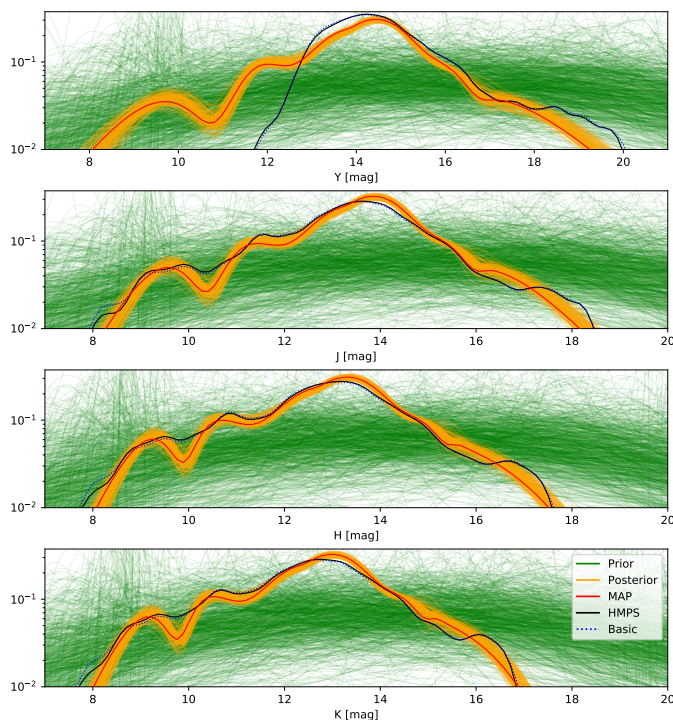 10⁻¹
10⁻²
8 10 12 14 16 18 20
Y [mag]
10⁻¹
10⁻²
8 10 12 14 16 18 20
J [mag]
10⁻¹
10⁻²
8 10 12 14 16 18 20
H [mag]
Prior
Posterior
MAP
HMPS
Basic
10⁻¹
10⁻²
8 10 12 14 16 18 20
K [mag]